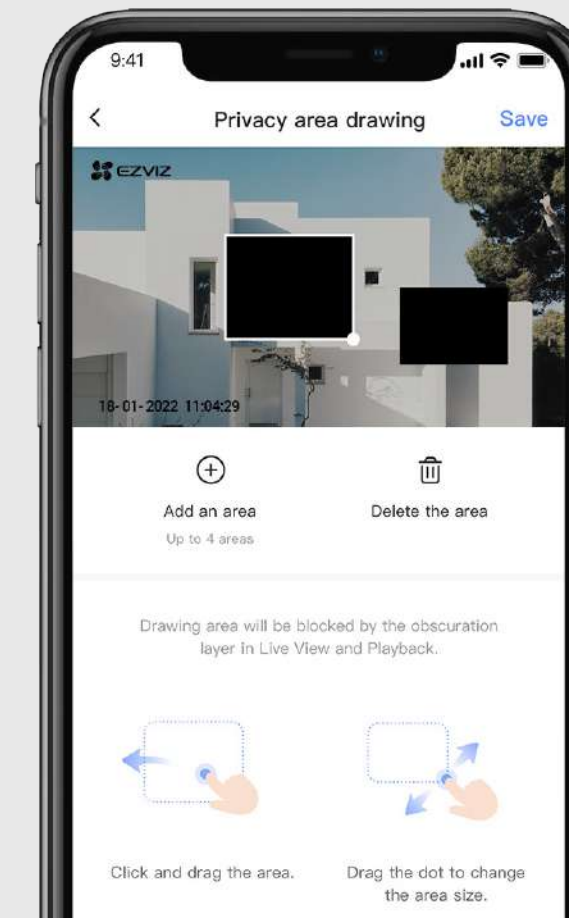 9:41
Privacy area drawing
Save
EZVIZ
18-01-2022 11:04:29
Add an area
Delete the area
Up to 4 areas
Drawing area will be blocked by the obscuration
layer in Live View and Playback.
Click and drag the area.
Drag the dot to change
the area size.